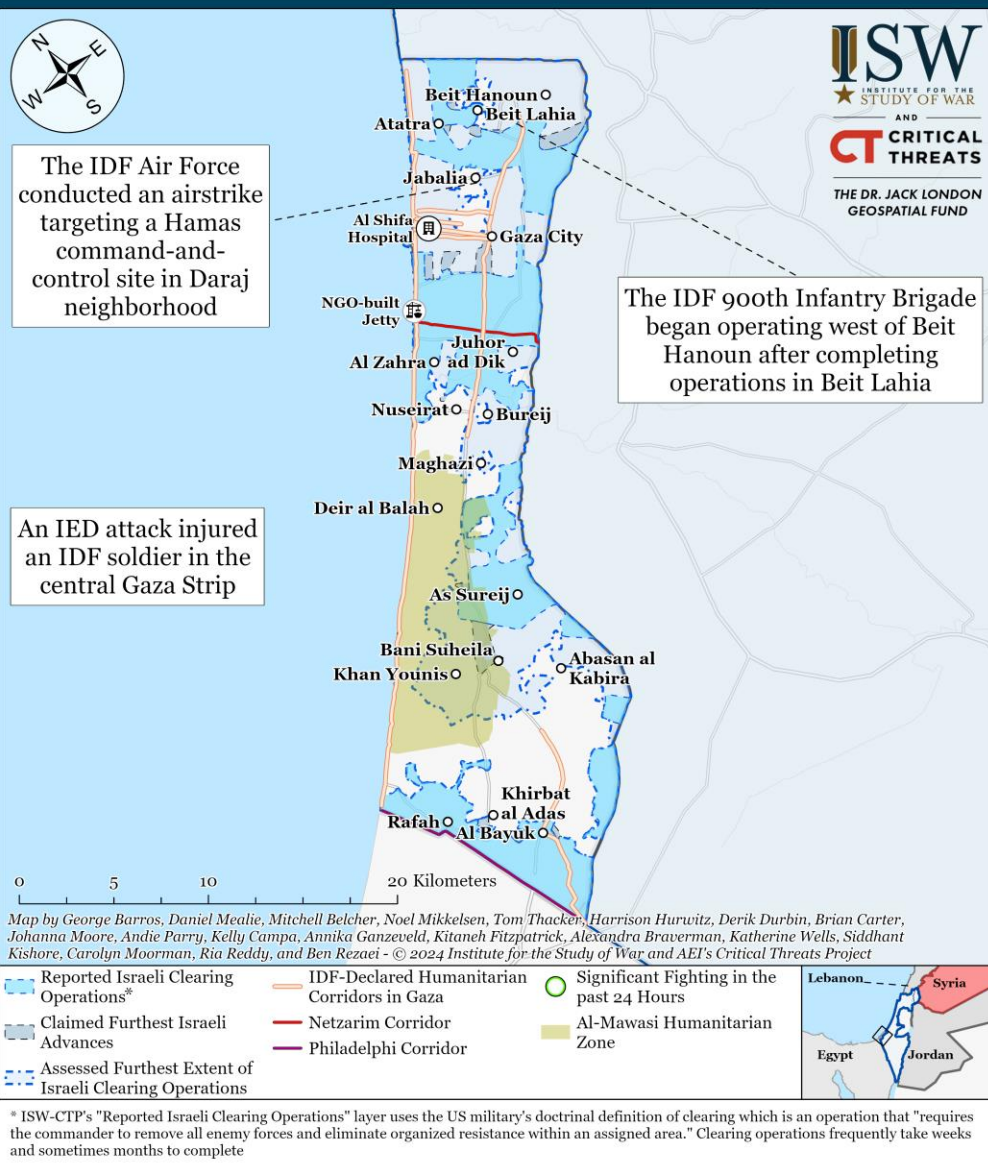 N
E
W
S
ISW
INSTITUTE FOR THE
STUDY OF WAR
AND
CT CRITICAL
THREATS
THE DR. JACK LONDON
GEOSPATIAL FUND
The IDF Air Force
conducted an airstrike
targeting a Hamas
command-and-
control site in Daraj
neighborhood
The IDF 900th Infantry Brigade
began operating west of Beit
Hanoun after completing
operations in Beit Lahia
An IED attack injured
an IDF soldier in the
central Gaza Strip
Beit Hanoun
Beit Lahia
Atatra
Jabalia
Al Shifa
Hospital
Gaza City
NGO-built
Jetty
Juhor
ad Dik
Al Zahra
Nuseirat
Bureij
Maghazi
Deir al Balah
As Sureij
Bani Suheila
Abasan al
Kabira
Khan Younis
Khirbat
al Adas
Rafah
Al Bayuk
0 5 10 20 Kilometers
Map by George Barros, Daniel Mealie, Mitchell Belcher, Noel Mikkelsen, Tom Thacker, Harrison Hurwitz, Derik Durbin, Brian Carter,
Johanna Moore, Andie Parry, Kelly Campa, Annika Ganzeveld, Kitaneh Fitzpatrick, Alexandra Braverman, Katherine Wells, Siddhant
Kishore, Carolyn Moorman, Ria Reddy, and Ben Rezaei - © 2024 Institute for the Study of War and AEI's Critical Threats Project
Reported Israeli Clearing
Operations*
Claimed Furthest Israeli
Advances
Assessed Furthest Extent of
Israeli Clearing Operations
IDF-Declared Humanitarian
Corridors in Gaza
Netzarim Corridor
Philadelphi Corridor
Significant Fighting in the
past 24 Hours
Al-Mawasi Humanitarian
Zone
Lebanon
Syria
Egypt
Jordan
* ISW-CTP's "Reported Israeli Clearing Operations" layer uses the US military's doctrinal definition of clearing which is an operation that "requires
the commander to remove all enemy forces and eliminate organized resistance within an assigned area." Clearing operations frequently take weeks
and sometimes months to complete